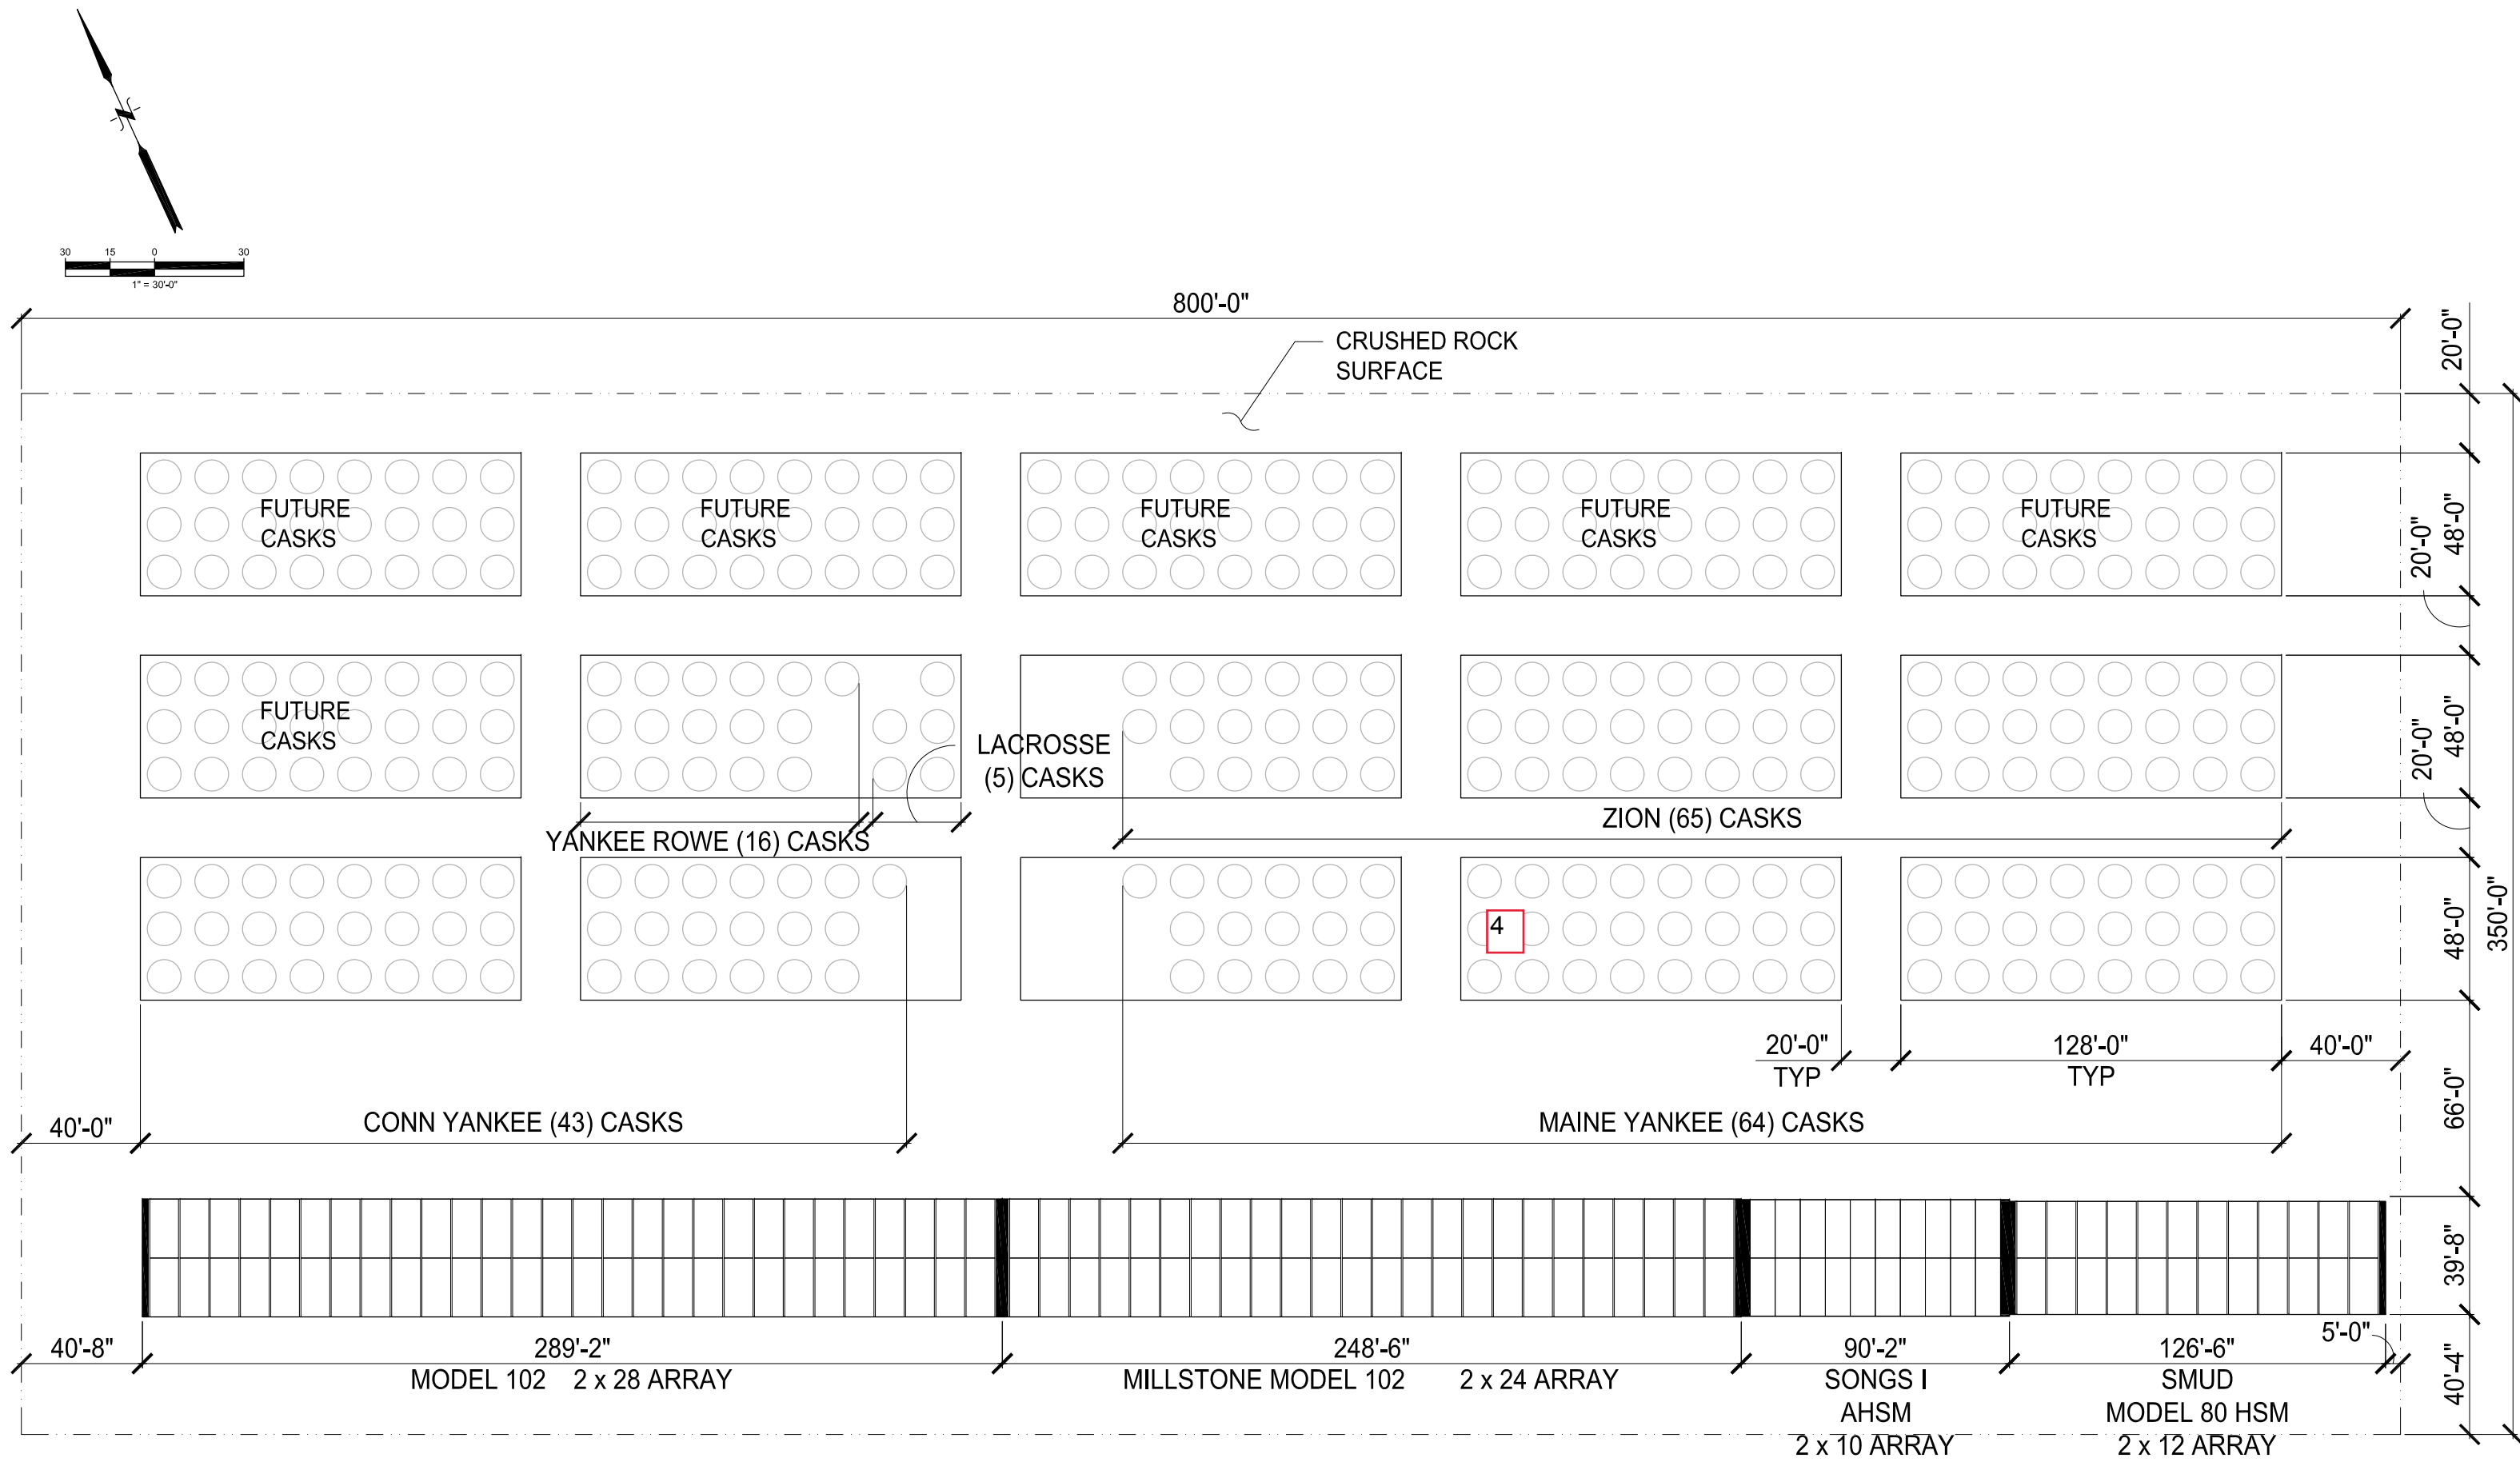 Z
30 15 0 30
1" = 30'-0"
800'-0"
CRUSHED ROCK
SURFACE
20'-0"
FUTURE
CASKS
FUTURE
CASKS
FUTURE
CASKS
FUTURE
CASKS
FUTURE
CASKS
48'-0"
20'-0"
FUTURE
CASKS
LACROSSE
(5) CASKS
48'-0"
20'-0"
YANKEE ROWE (16) CASKS
ZION (65) CASKS
4
48'-0"
350'-0"
20'-0"
TYP
128'-0"
TYP
40'-0"
40'-0"
CONN YANKEE (43) CASKS
MAINE YANKEE (64) CASKS
66'-0"
39'-8"
40'-8"
289'-2"
MODEL 102 2 x 28 ARRAY
248'-6"
MILLSTONE MODEL 102 2 x 24 ARRAY
90'-2"
SONGS I
AHSM
2 x 10 ARRAY
126'-6"
SMUD
MODEL 80 HSM
2 x 12 ARRAY
5'-0"
40'-4"